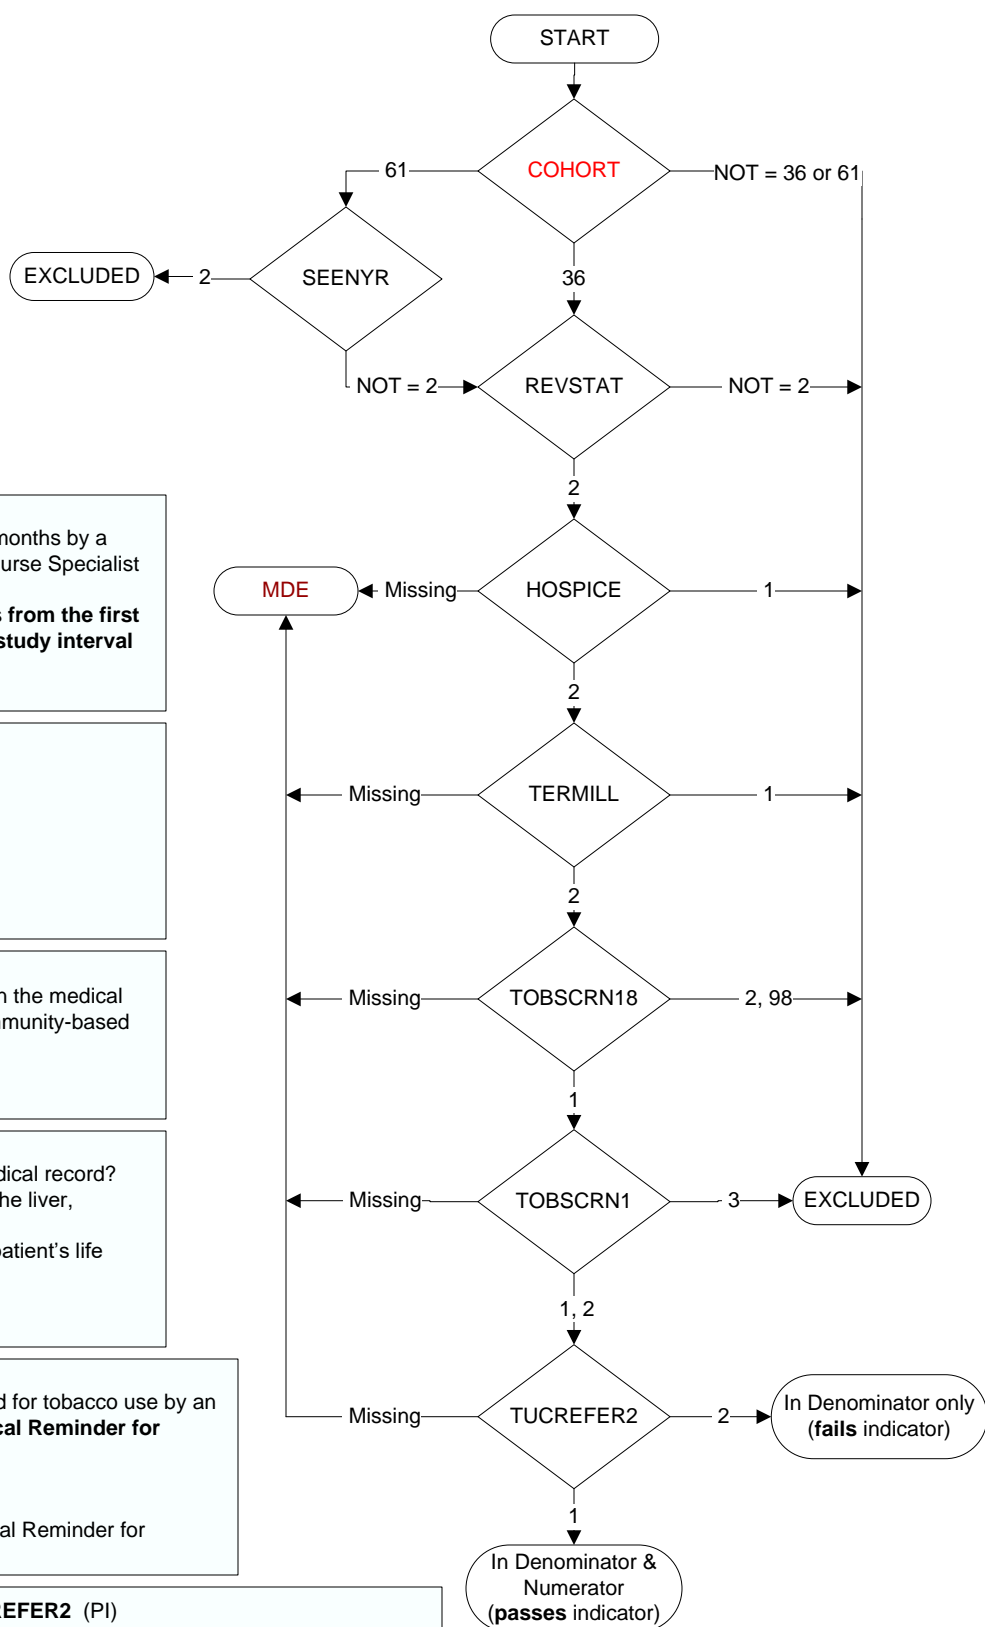 START
COHORT
61
NOT = 36 or 61
SEENYR
EXCLUDED
2
36
NOT = 2
REVSTAT
NOT = 2
2
months by a
urse Specialist
s from the first
study interval
MDE
Missing
HOSPICE
1
2
Missing
TERMILL
1
2
n the medical
nmunity-based
Missing
TOBSCRN18
2, 98
1
dical record?
he liver,
patient's life
Missing
TOBSCRN1
3
EXCLUDED
1, 2
d for tobacco use by an
cal Reminder for
Missing
TUCREFER2
2
In Denominator only
(fails indicator)
al Reminder for
1
In Denominator &
Numerator
(passes indicator)
REFER2 (PI)